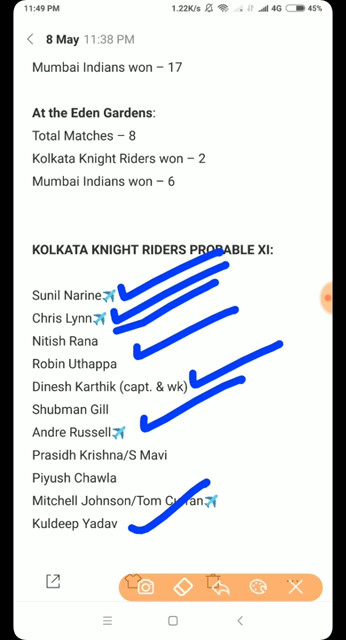 11:49 PM 1.22K/s 4G 45%
8 May 11:38 PM
Mumbai Indians won – 17
At the Eden Gardens:
Total Matches – 8
Kolkata Knight Riders won – 2
Mumbai Indians won – 6
KOLKATA KNIGHT RIDERS PROBABLE XI:
Sunil Narine✈️
Chris Lynn✈️
Nitish Rana
Robin Uthappa
Dinesh Karthik (capt. & wk)
Shubman Gill
Andre Russell✈️
Prasidh Krishna/S Mavi
Piyush Chawla
Mitchell Johnson/Tom Curran✈️
Kuldeep Yadav